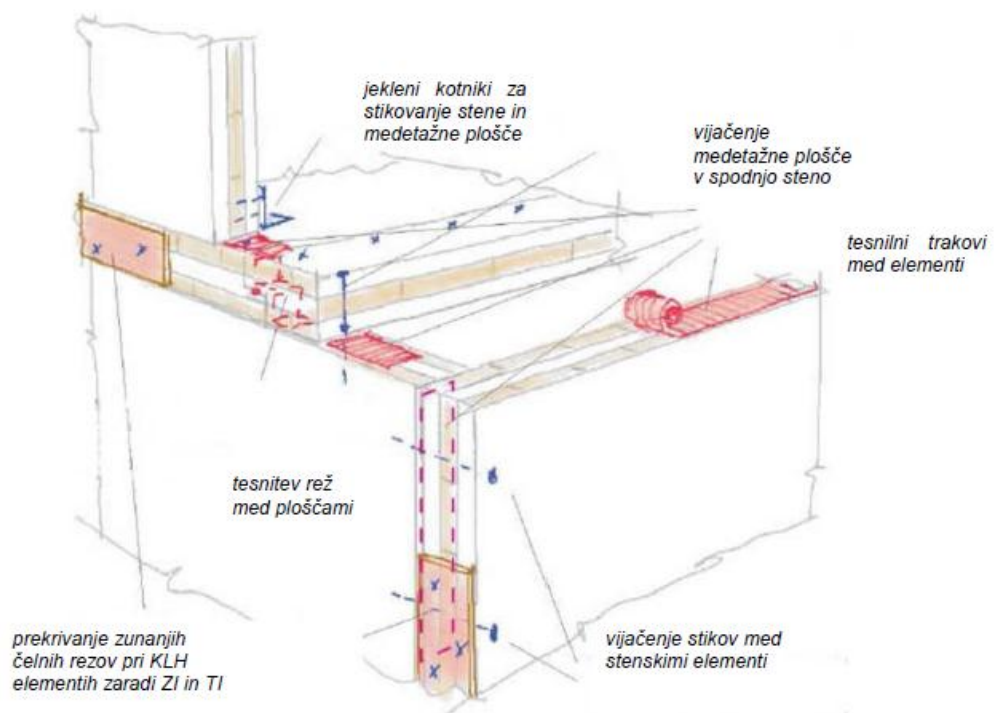 jekleni kotniki za
stikovanje stene in
medetažne plošče
vijačenje
medetažne plošče
v spodnjo steno
tesnilni trakovi
med elementi
tesnitev rež
med ploščami
prekrivanje zunanjih
čelnih rezov pri KLH
elementih zaradi ZI in TI
vijačenje stikov med
stenskimi elementi